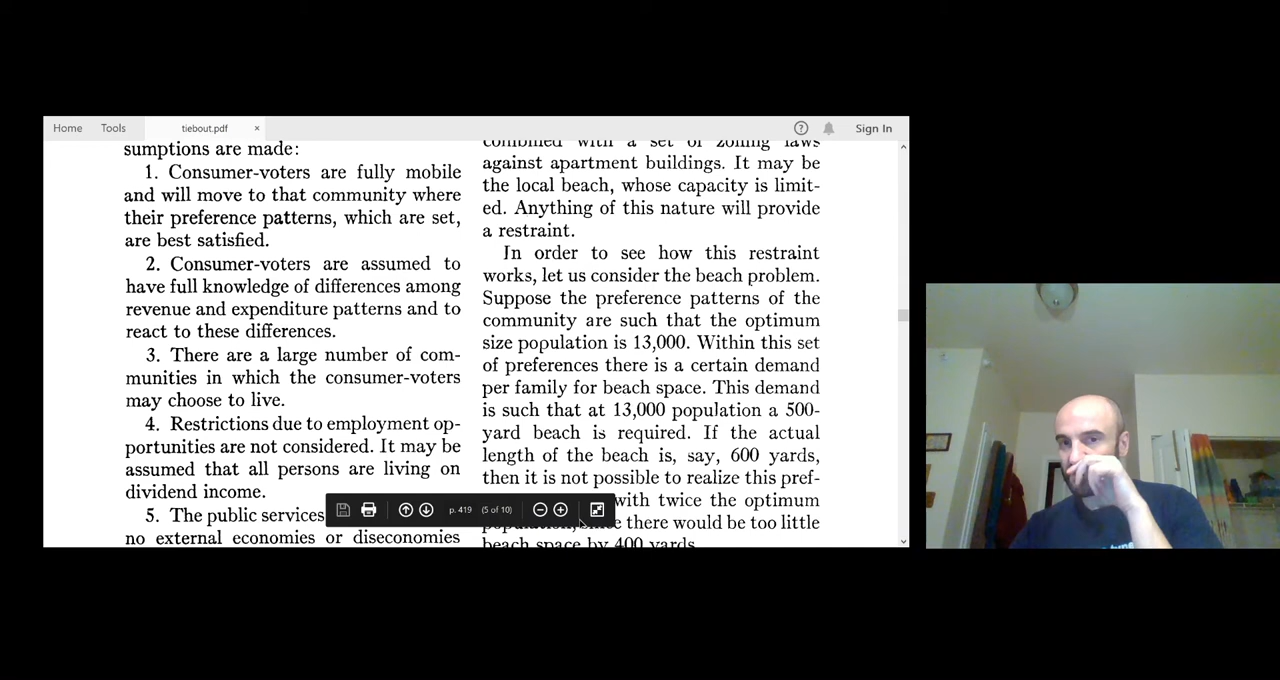 Home Tools tiebout.pdf × ? Sign In
sumptions are made:
1. Consumer-voters are fully mobile
and will move to that community where
their preference patterns, which are set,
are best satisfied.
2. Consumer-voters are assumed to
have full knowledge of differences among
revenue and expenditure patterns and to
react to these differences.
3. There are a large number of com-
munities in which the consumer-voters
may choose to live.
4. Restrictions due to employment op-
portunities are not considered. It may be
assumed that all persons are living on
dividend income.
5. The public services
no external economies or diseconomies
combined with a set of zoning laws
against apartment buildings. It may be
the local beach, whose capacity is limit-
ed. Anything of this nature will provide
a restraint.
In order to see how this restraint
works, let us consider the beach problem.
Suppose the preference patterns of the
community are such that the optimum
size population is 13,000. Within this set
of preferences there is a certain demand
per family for beach space. This demand
is such that at 13,000 population a 500-
yard beach is required. If the actual
length of the beach is, say, 600 yards,
then it is not possible to realize this pref-
with twice the optimum
there would be too little
beach space by 400 yards.
p. 419 (5 of 10)